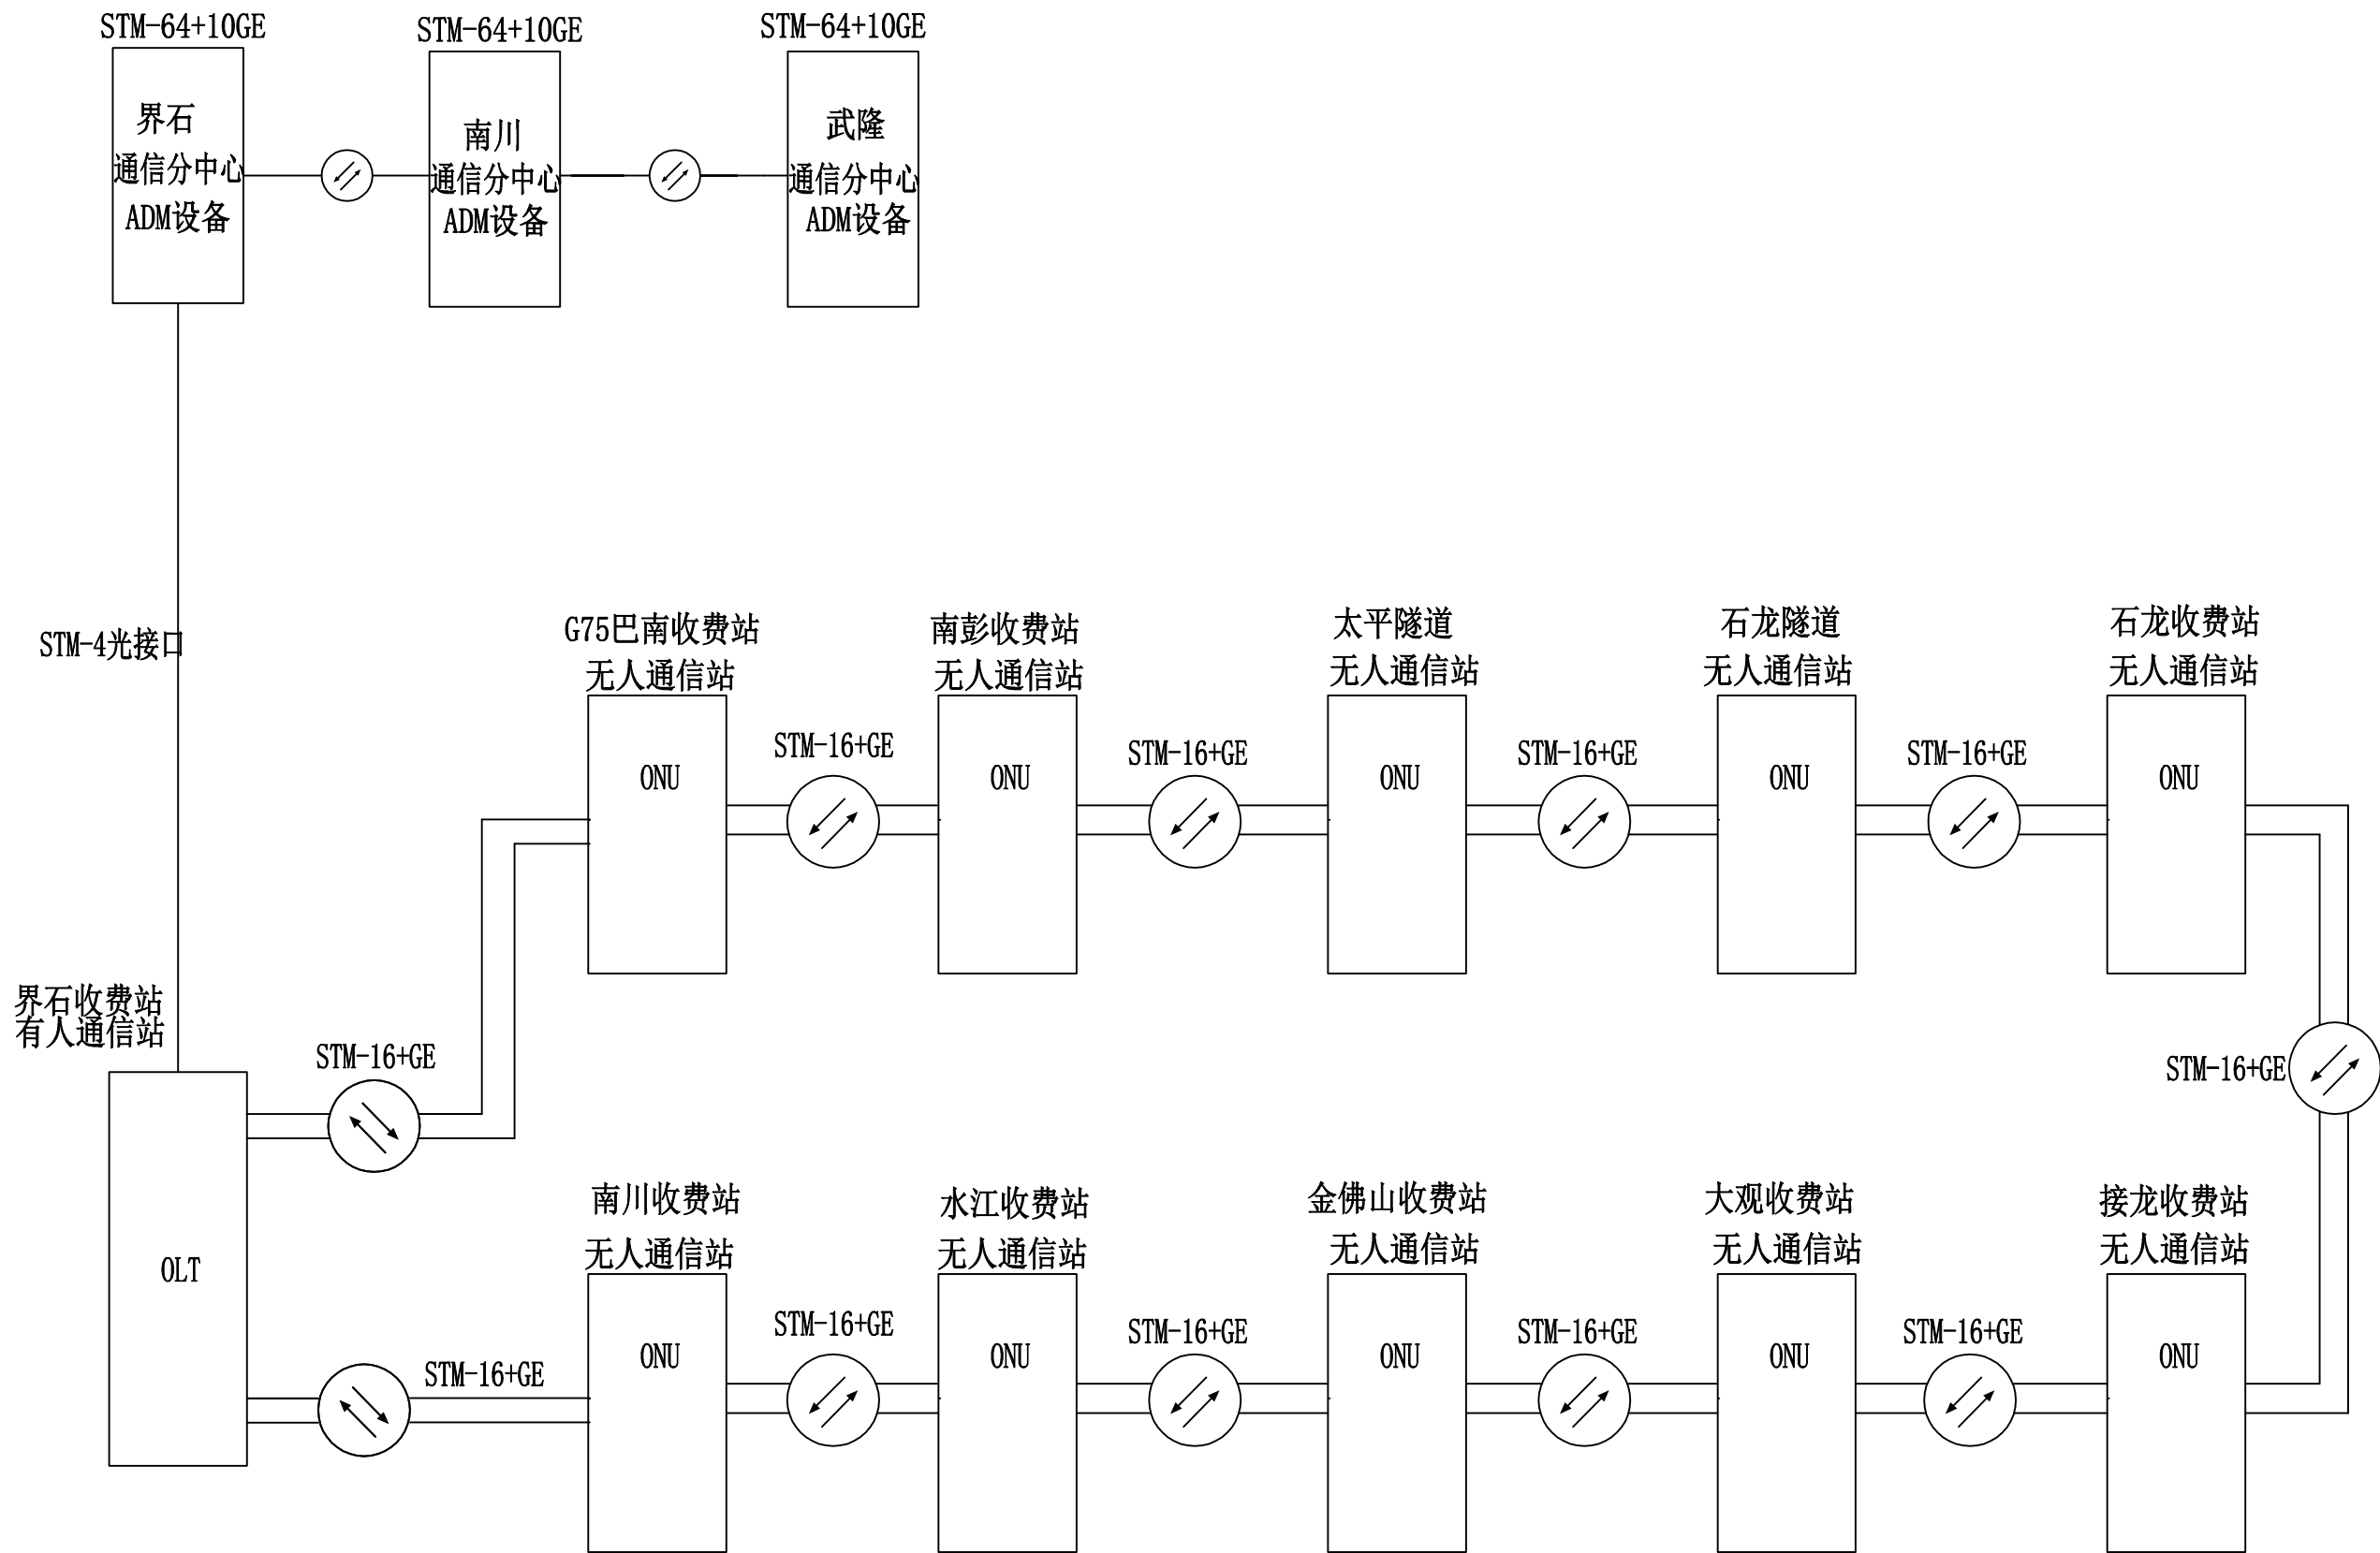 STM-64+10GE
STM-64+10GE
STM-64+10GE
界石
通信分中心
ADM设备
南川
通信分中心
ADM设备
武隆
通信分中心
ADM设备
STM-4光接口
G75巴南收费站
无人通信站
南彭收费站
无人通信站
太平隧道
无人通信站
石龙隧道
无人通信站
石龙收费站
无人通信站
STM-16+GE
STM-16+GE
STM-16+GE
STM-16+GE
ONU
ONU
ONU
ONU
ONU
界石收费站
有人通信站
STM-16+GE
STM-16+GE
南川收费站
无人通信站
水江收费站
无人通信站
金佛山收费站
无人通信站
大观收费站
无人通信站
接龙收费站
无人通信站
OLT
STM-16+GE
STM-16+GE
STM-16+GE
STM-16+GE
STM-16+GE
ONU
ONU
ONU
ONU
ONU